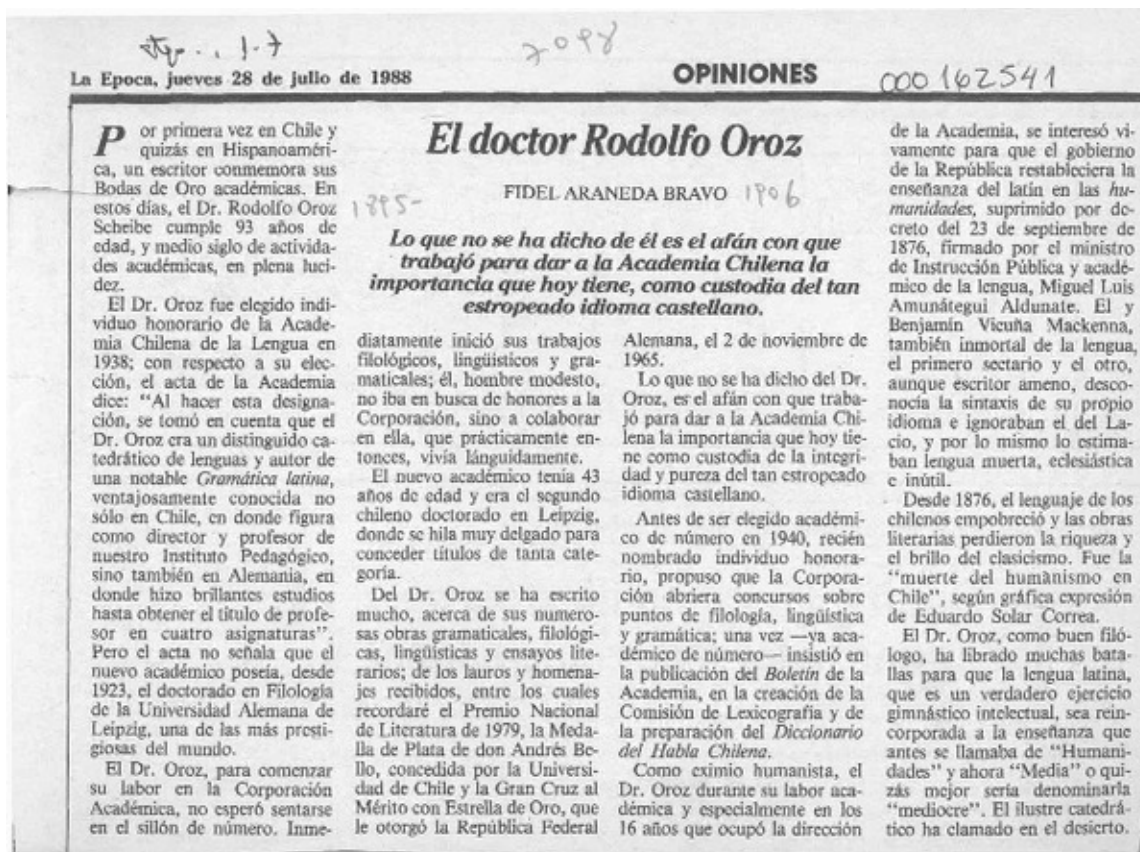 1-7
7098
La Epoca, jueves 28 de julio de 1988
OPINIONES
000162541
El doctor Rodolfo Oroz
FIDEL ARANEDA BRAVO
1895-
1906
Lo que no se ha dicho de él es el afán con que
trabajó para dar a la Academia Chilena la
importancia que hoy tiene, como custodia del tan
estropeado idioma castellano.
Por primera vez en Chile y
quizás en Hispanoaméri-
ca, un escritor conmemora sus
Bodas de Oro académicas. En
estos días, el Dr. Rodolfo Oroz
Scheibe cumple 93 años de
edad, y medio siglo de activida-
des académicas, en plena luci-
dez.
El Dr. Oroz fue elegido indi-
viduo honorario de la Acade-
mia Chilena de la Lengua en
1938; con respecto a su elec-
ción, el acta de la Academia
dice: “Al hacer esta designa-
ción, se tomó en cuenta que el
Dr. Oroz era un distinguido ca-
tedrático de lenguas y autor de
una notable Gramática latina,
ventajosamente conocida no
sólo en Chile, en donde figura
como director y profesor de
nuestro Instituto Pedagógico,
sino también en Alemania, en
donde hizo brillantes estudios
hasta obtener el título de profe-
sor en cuatro asignaturas”.
Pero el acta no señala que el
nuevo académico poseía, desde
1923, el doctorado en Filología
de la Universidad Alemana de
Leipzig, una de las más presti-
giosas del mundo.
El Dr. Oroz, para comenzar
su labor en la Corporación
Académica, no esperó sentarse
en el sillón de número. Inme-
diatamente inició sus trabajos
filológicos, lingüísticos y gra-
maticales; él, hombre modesto,
no iba en busca de honores a la
Corporación, sino a colaborar
en ella, que prácticamente en-
tonces, vivía lánguidamente.
El nuevo académico tenía 43
años de edad y era el segundo
chileno doctorado en Leipzig,
donde se hila muy delgado para
conceder títulos de tanta cate-
goría.
Del Dr. Oroz se ha escrito
mucho, acerca de sus numero-
sas obras gramaticales, filológi-
cas, lingüísticas y ensayos lite-
rarios; de los lauros y homena-
jes recibidos, entre los cuales
recordaré el Premio Nacional
de Literatura de 1979, la Meda-
lla de Plata de don Andrés Be-
llo, concedida por la Universi-
dad de Chile y la Gran Cruz al
Mérito con Estrella de Oro, que
le otorgó la República Federal
Alemana, el 2 de noviembre de
1965.
Lo que no se ha dicho del Dr.
Oroz, es el afán con que traba-
jó para dar a la Academia Chi-
lena la importancia que hoy tie-
ne como custodia de la integri-
dad y pureza del tan estropeado
idioma castellano.
Antes de ser elegido académi-
co de número en 1940, recién
nombrado individuo honora-
rio, propuso que la Corpora-
ción abriera concursos sobre
puntos de filología, lingüística
y gramática; una vez —ya aca-
démico de número— insistió en
la publicación del Boletín de la
Academia, en la creación de la
Comisión de Lexicografía y de
la preparación del Diccionario
del Habla Chilena.
Como eximio humanista, el
Dr. Oroz durante su labor aca-
démica y especialmente en los
16 años que ocupó la dirección
de la Academia, se interesó vi-
vamente para que el gobierno
de la República restableciera la
enseñanza del latín en las hu-
manidades, suprimido por de-
creto del 23 de septiembre de
1876, firmado por el ministro
de Instrucción Pública y acadé-
mico de la lengua, Miguel Luis
Amunátegui Aldunate. El y
Benjamín Vicuña Mackenna,
también inmortal de la lengua,
el primero sectario y el otro,
aunque escritor ameno, desco-
nocía la sintaxis de su propio
idioma e ignoraban el del La-
cio, y por lo mismo lo estima-
ban lengua muerta, eclesiástica
e inútil.
Desde 1876, el lenguaje de los
chilenos empobreció y las obras
literarias perdieron la riqueza y
el brillo del clasicismo. Fue la
“muerte del humanismo en
Chile”, según gráfica expresión
de Eduardo Solar Correa.
El Dr. Oroz, como buen filó-
logo, ha librado muchas bata-
llas para que la lengua latina,
que es un verdadero ejercicio
gimnástico intelectual, sea rein-
corporada a la enseñanza que
antes se llamaba de “Humani-
dades” y ahora “Media” o qui-
zás mejor sería denominarla
“mediocre”. El ilustre catedrá-
tico ha clamado en el desierto.